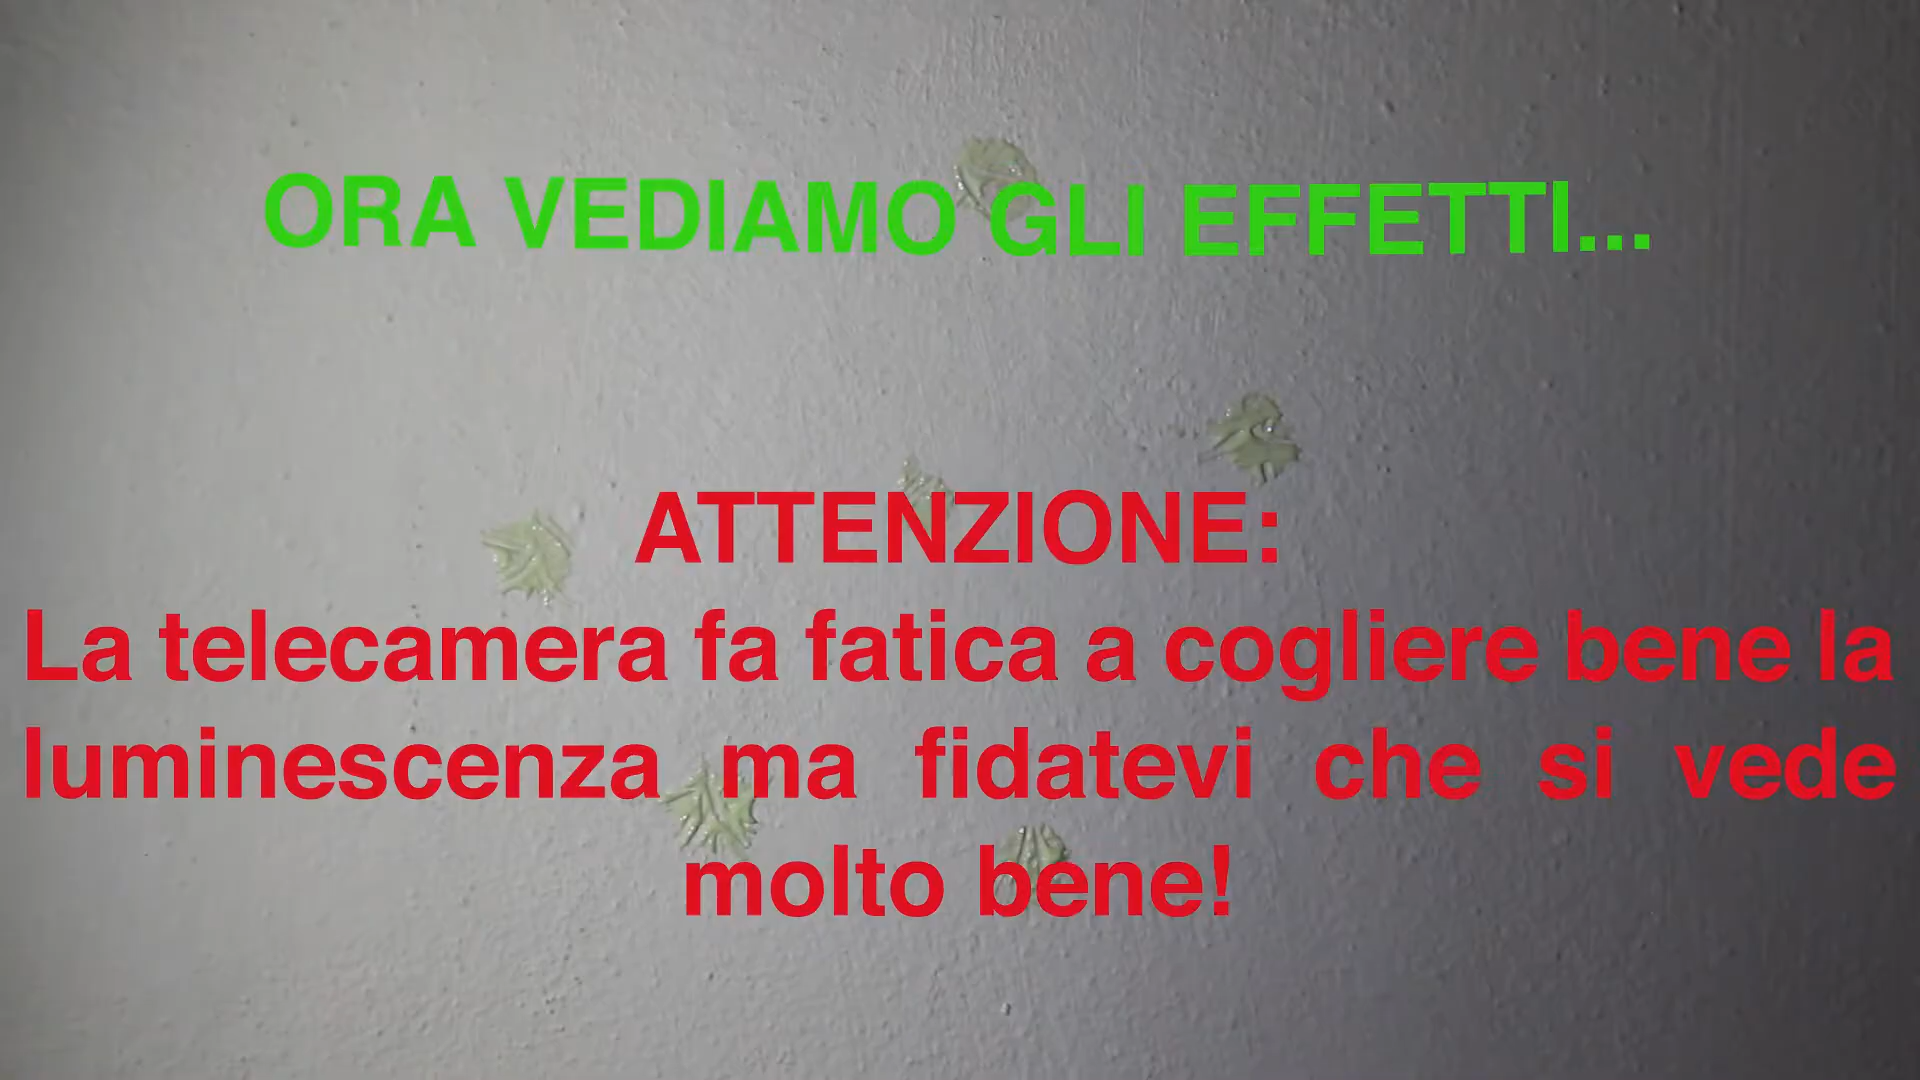 ORA VEDIAMO GLI EFFETTI...
ATTENZIONE:
La telecamera fa fatica a cogliere bene la
luminescenza ma fidatevi che si vede
molto bene!